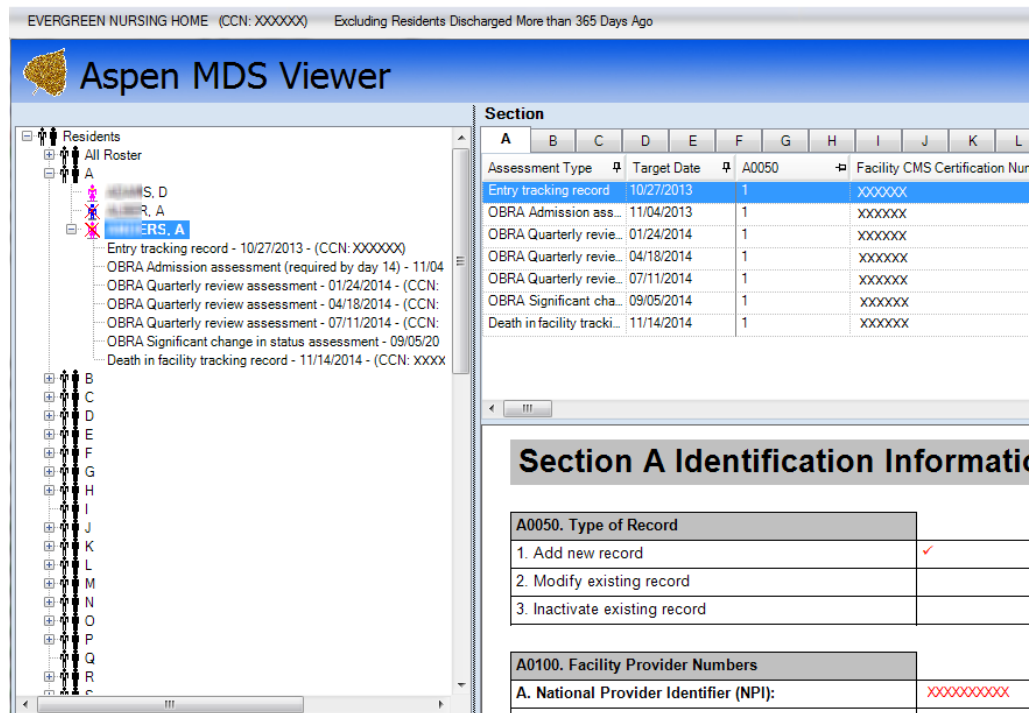 EVERGREEN NURSING HOME (CCN: XXXXXX) Excluding Residents Discharged More than 365 Days Ago
Aspen MDS Viewer
Residents
All Roster
A
S, D
R, A
ERS, A
Entry tracking record - 10/27/2013 - (CCN: XXXXXX)
OBRA Admission assessment (required by day 14) - 11/04
OBRA Quarterly review assessment - 01/24/2014 - (CCN:
OBRA Quarterly review assessment - 04/18/2014 - (CCN:
OBRA Quarterly review assessment - 07/11/2014 - (CCN:
OBRA Significant change in status assessment - 09/05/20
Death in facility tracking record - 11/14/2014 - (CCN: XXXX
B
C
D
E
F
G
H
I
J
K
L
M
N
O
P
Q
R
Section
A B C D E F G H I J K L
Assessment Type Target Date A0050 Facility CMS Certification Num
Entry tracking record 10/27/2013 1 XXXXXX
OBRA Admission ass... 11/04/2013 1 XXXXXX
OBRA Quarterly revie... 01/24/2014 1 XXXXXX
OBRA Quarterly revie... 04/18/2014 1 XXXXXX
OBRA Quarterly revie... 07/11/2014 1 XXXXXX
OBRA Significant cha... 09/05/2014 1 XXXXXX
Death in facility tracki... 11/14/2014 1 XXXXXX
Section A Identification Informatio
A0050. Type of Record
1. Add new record ✓
2. Modify existing record
3. Inactivate existing record
A0100. Facility Provider Numbers
A. National Provider Identifier (NPI): XXXXXXXXXX